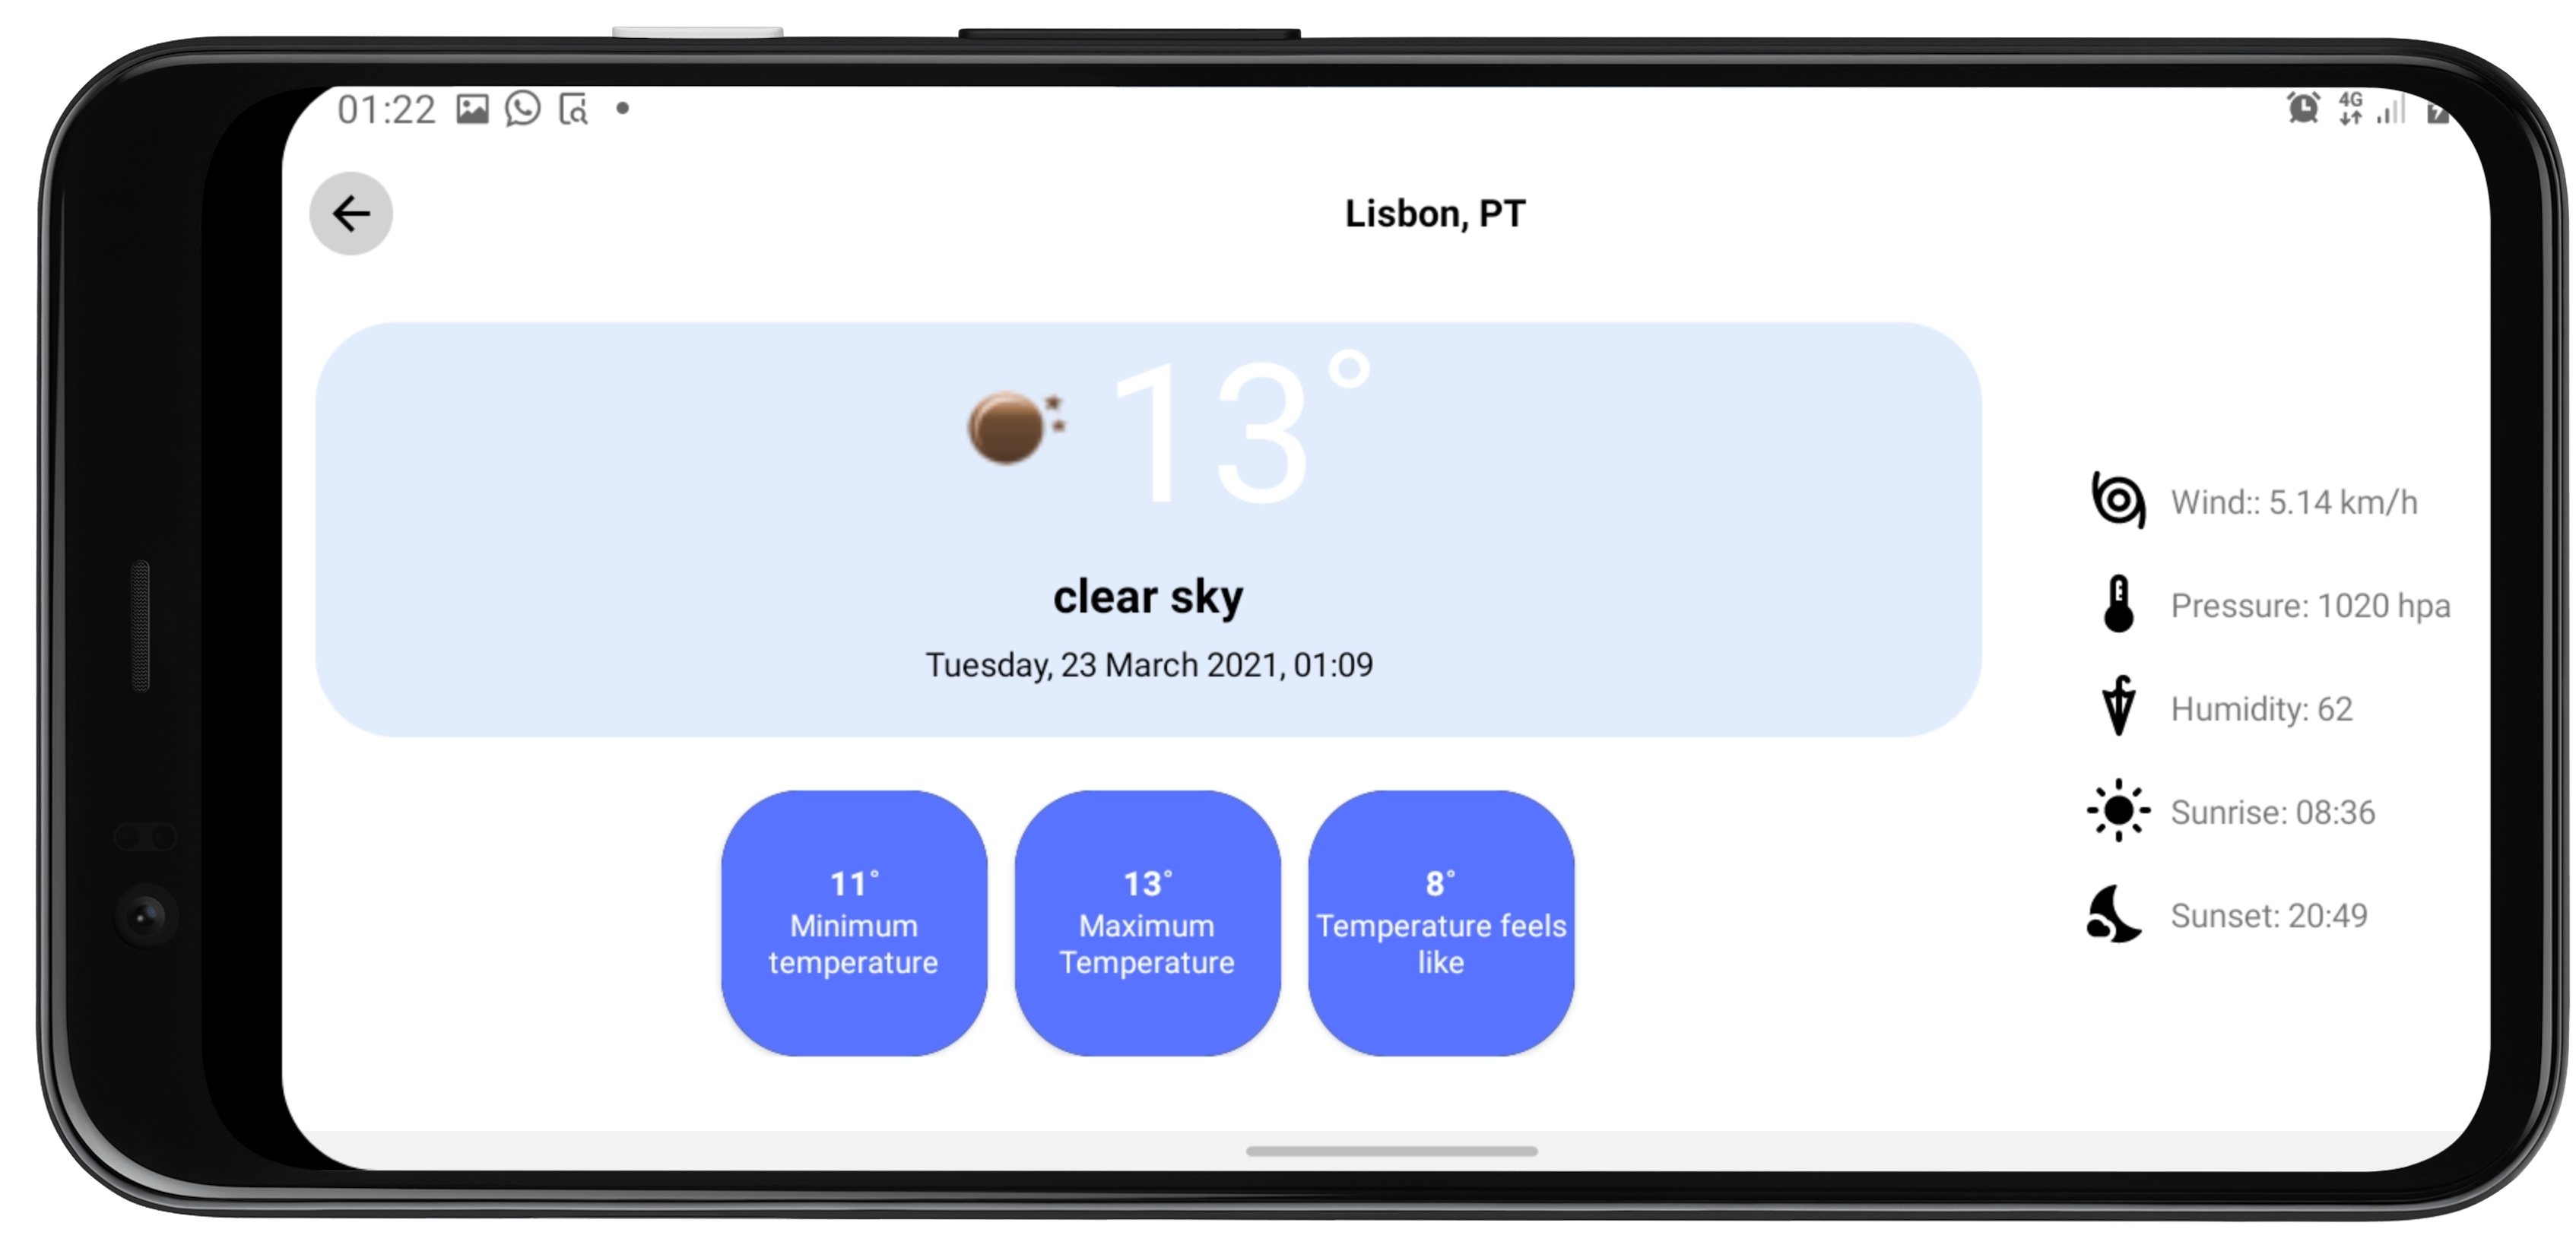 01:22
4G
Lisbon, PT
13°
clear sky
Tuesday, 23 March 2021, 01:09
11°
Minimum
temperature
13°
Maximum
Temperature
8°
Temperature feels
like
Wind:: 5.14 km/h
Pressure: 1020 hpa
Humidity: 62
Sunrise: 08:36
Sunset: 20:49